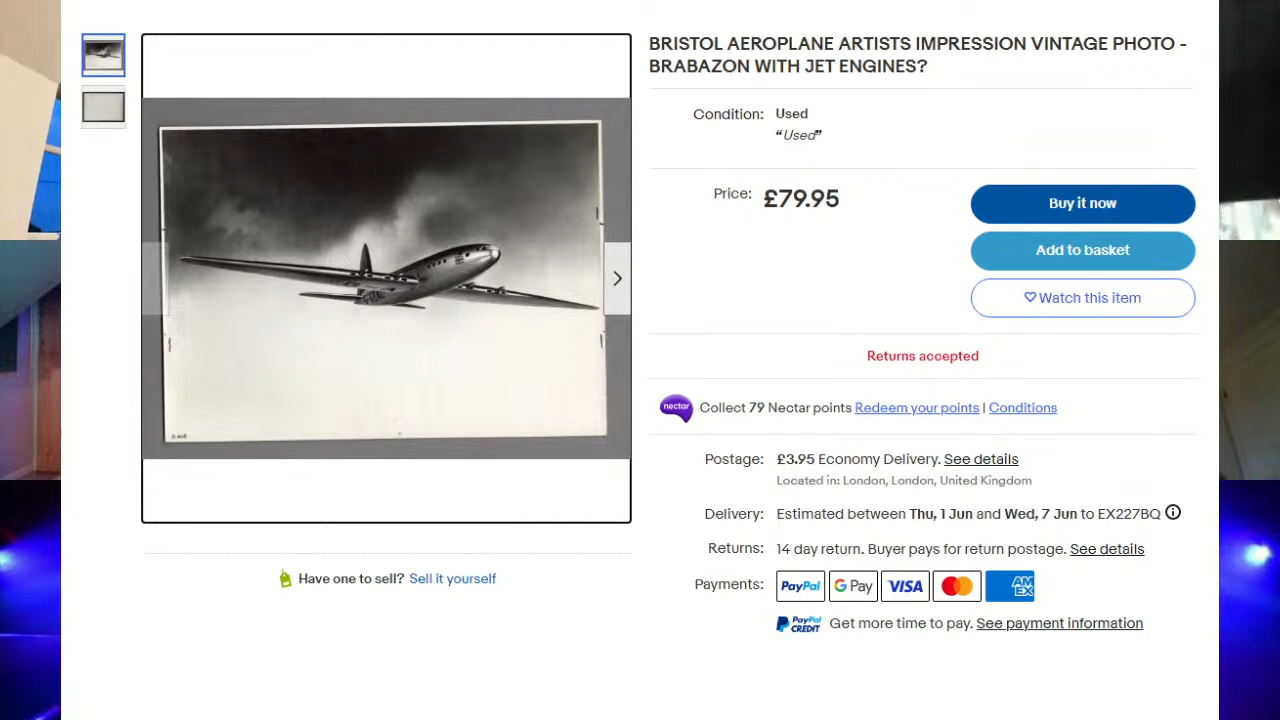 BRISTOL AEROPLANE ARTISTS IMPRESSION VINTAGE PHOTO -
BRABAZON WITH JET ENGINES?
Condition: Used
“Used”
Price: £79.95
Buy it now
Add to basket
Watch this item
Returns accepted
nectar Collect 79 Nectar points Redeem your points | Conditions
Postage: £3.95 Economy Delivery. See details
Located in: London, London, United Kingdom
Delivery: Estimated between Thu, 1 Jun and Wed, 7 Jun to EX227BQ
Returns: 14 day return. Buyer pays for return postage. See details
Payments: PayPal G Pay VISA AM EX
PayPal CREDIT Get more time to pay. See payment information
Have one to sell? Sell it yourself